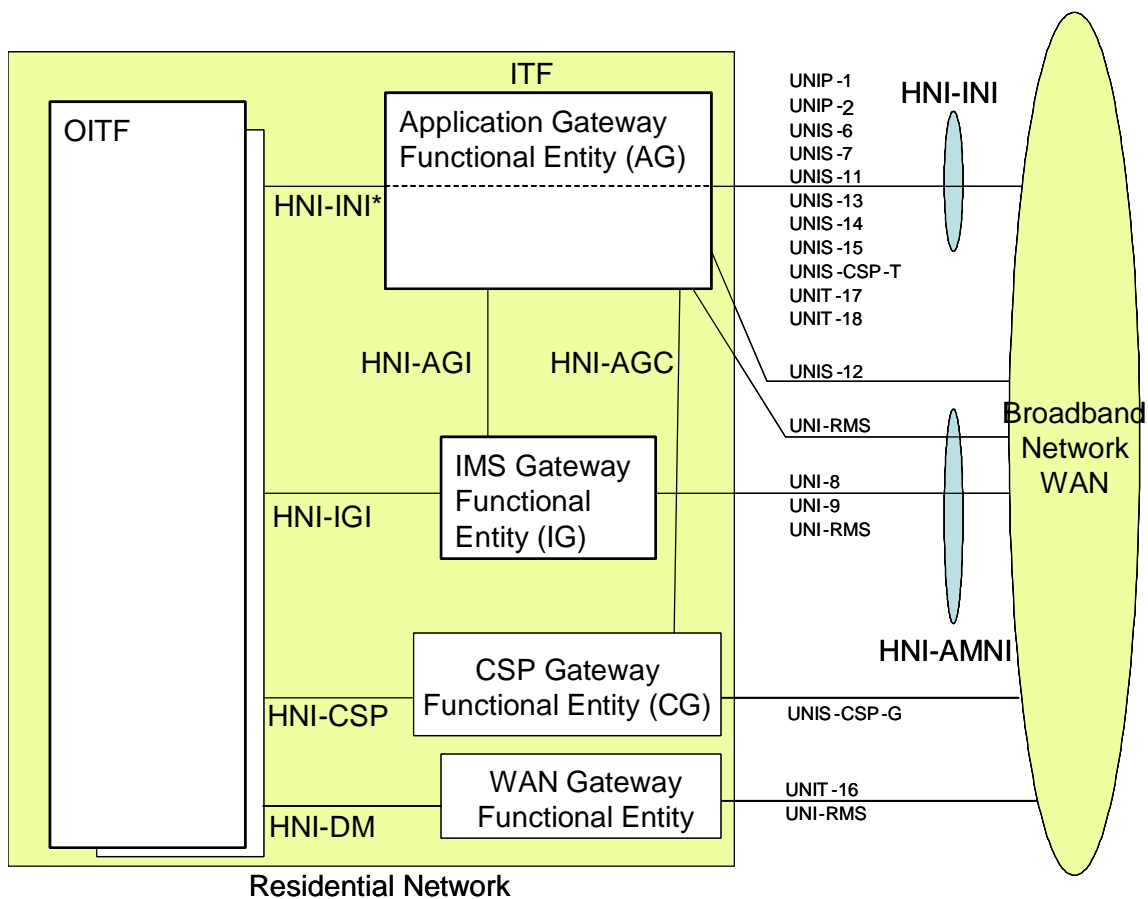 ITF
OITF
Application Gateway
Functional Entity (AG)
HNI-INI*
UNIP-1
UNIP-2
UNIS-6
UNIS-7
UNIS-11
UNIS-13
UNIS-14
UNIS-15
UNIS-CSP-T
UNIT-17
UNIT-18
HNI-INI
HNI-AGI
HNI-AGC
UNIS-12
UNI-RMS
Broadband
Network
WAN
IMS Gateway
Functional
Entity (IG)
HNI-IGI
UNI-8
UNI-9
UNI-RMS
HNI-AMNI
CSP Gateway
Functional Entity (CG)
HNI-CSP
UNIS-CSP-G
WAN Gateway
Functional Entity
HNI-DM
UNIT-16
UNI-RMS
Residential Network